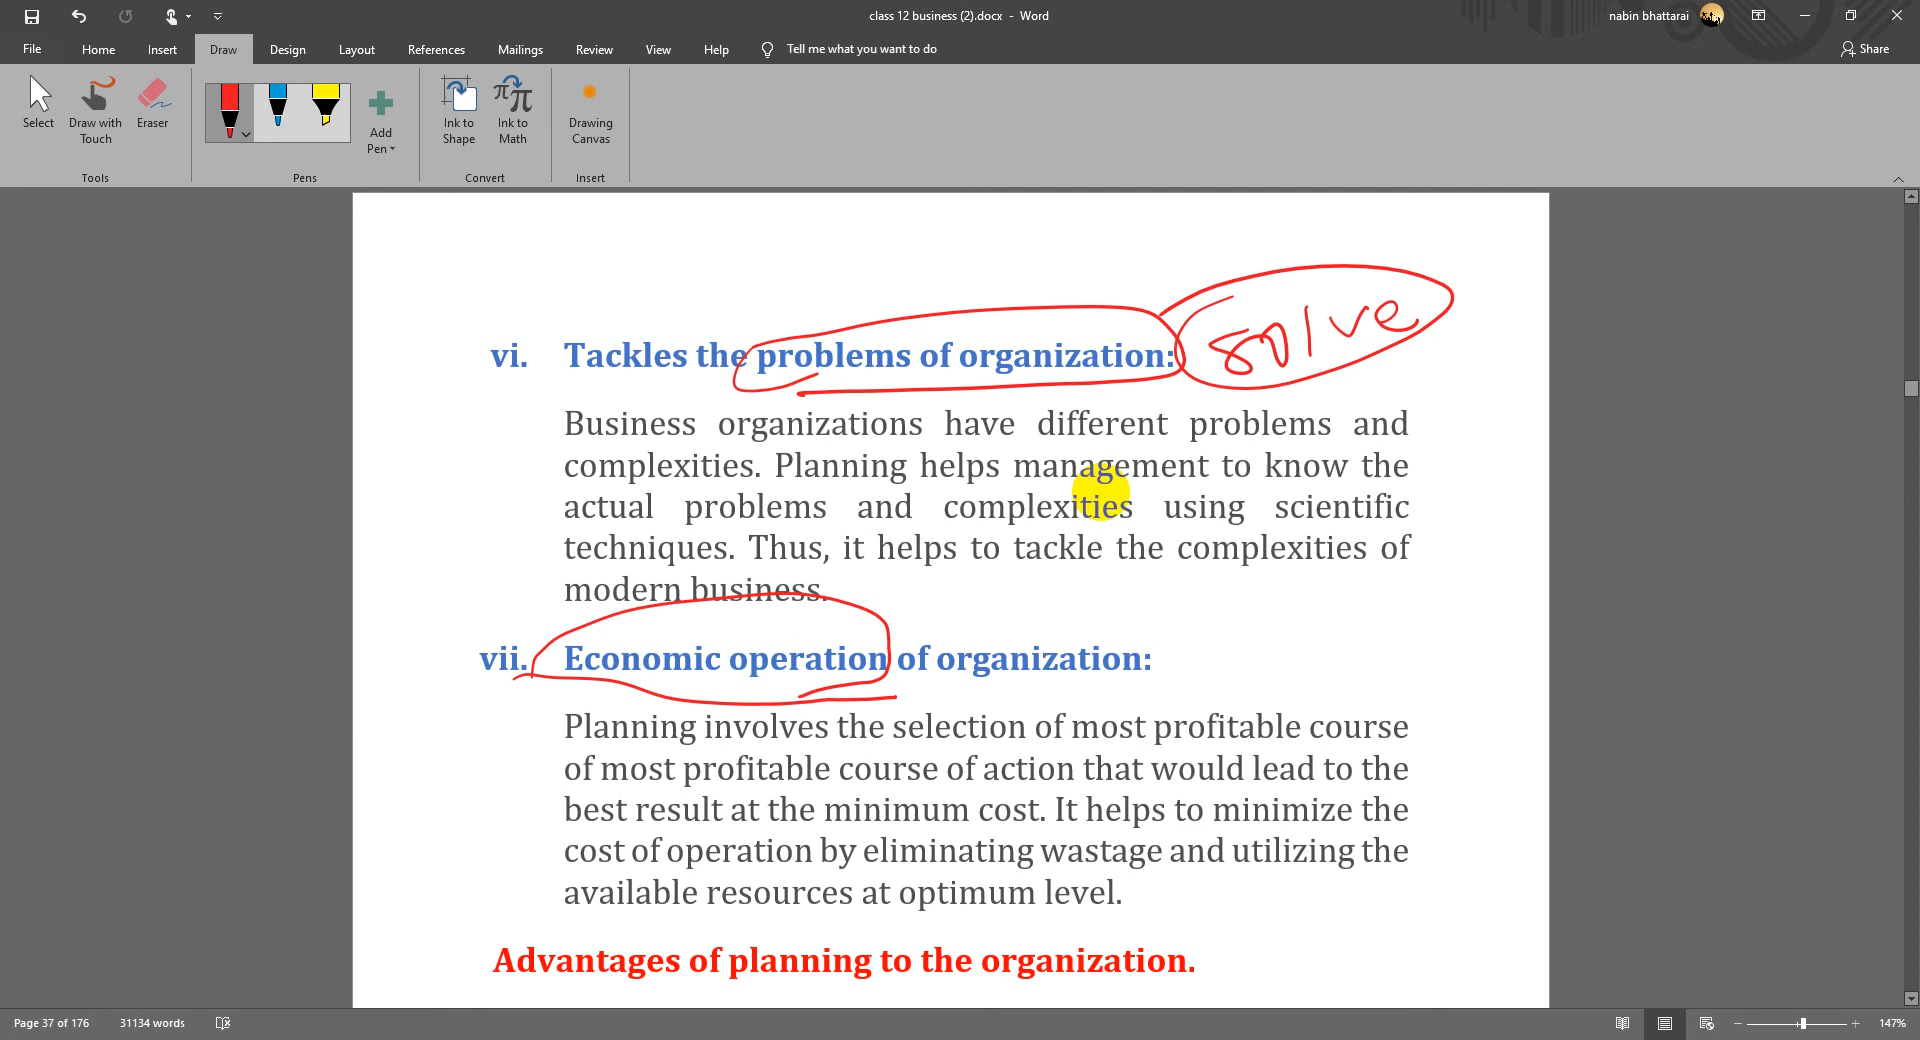 class 12 business (2).docx - Word
nabin bhattarai
File Home Insert Draw Design Layout References Mailings Review View Help Tell me what you want to do Share
Select
Draw with Touch
Eraser
Add Pen
Ink to Shape
Ink to Math
Drawing Canvas
Tools Pens Convert Insert
solve
vi. Tackles the problems of organization:
Business organizations have different problems and
complexities. Planning helps management to know the
actual problems and complexities using scientific
techniques. Thus, it helps to tackle the complexities of
modern business.
vii. Economic operation of organization:
Planning involves the selection of most profitable course
of most profitable course of action that would lead to the
best result at the minimum cost. It helps to minimize the
cost of operation by eliminating wastage and utilizing the
available resources at optimum level.
Advantages of planning to the organization.
Page 37 of 176 31134 words 147%